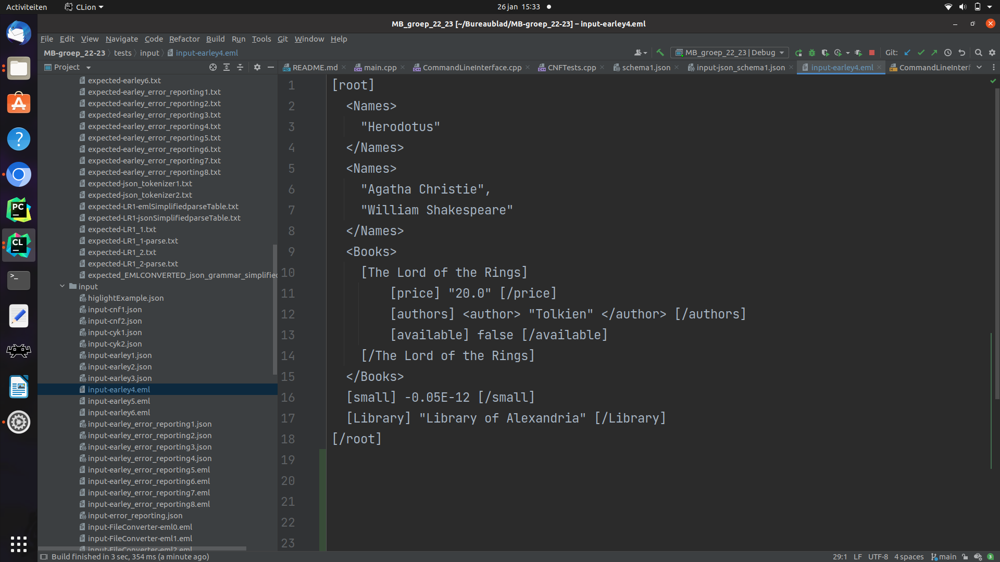 Activiteiten CLion 26 jan 15:33
MB_groep_22_23 [~/Bureaublad/MB-groep_22-23] – input-earley4.eml
File Edit View Navigate Code Refactor Build Run Tools Git Window Help
MB-groep_22-23 tests input input-earley4.eml MB_groep_22_23 | Debug Git:
Project README.md main.cpp CommandLineInterface.cpp CNFTests.cpp schema1.json input-json_schema1.json input-earley4.eml CommandLineInterf
expected-earley6.txt
expected-earley_error_reporting1.txt
expected-earley_error_reporting2.txt
expected-earley_error_reporting3.txt
expected-earley_error_reporting4.txt
expected-earley_error_reporting5.txt
expected-earley_error_reporting6.txt
expected-earley_error_reporting7.txt
expected-earley_error_reporting8.txt
expected-json_tokenizer1.txt
expected-json_tokenizer2.txt
expected-LR1-emlSimplifiedparseTable.txt
expected-LR1-jsonSimplifiedparseTable.txt
expected-LR1_1.txt
expected-LR1_1-parse.txt
expected-LR1_2.txt
expected-LR1_2-parse.txt
expected_EMLCONVERTED_json_grammar_simplified
input
higlightExample.json
input-cnf1.json
input-cnf2.json
input-cyk1.json
input-cyk2.json
input-earley1.json
input-earley2.json
input-earley3.json
input-earley4.eml
input-earley5.eml
input-earley6.eml
input-earley_error_reporting1.json
input-earley_error_reporting2.json
input-earley_error_reporting3.json
input-earley_error_reporting4.json
input-earley_error_reporting5.eml
input-earley_error_reporting6.eml
input-earley_error_reporting7.eml
input-earley_error_reporting8.eml
input-error_reporting.json
input-FileConverter-eml0.eml
input-FileConverter-eml1.eml
input-FileConverter-eml2.eml
1 [root]
2 <Names>
3 "Herodotus"
4 </Names>
5 <Names>
6 "Agatha Christie",
7 "William Shakespeare"
8 </Names>
9 <Books>
10 [The Lord of the Rings]
11 [price] "20.0" [/price]
12 [authors] <author> "Tolkien" </author> [/authors]
13 [available] false [/available]
14 [/The Lord of the Rings]
15 </Books>
16 [small] -0.05E-12 [/small]
17 [Library] "Library of Alexandria" [/Library]
18 [/root]
19
20
21
22
23
PC
CL
Build finished in 3 sec, 354 ms (a minute ago) 29:1 LF UTF-8 4 spaces main 3